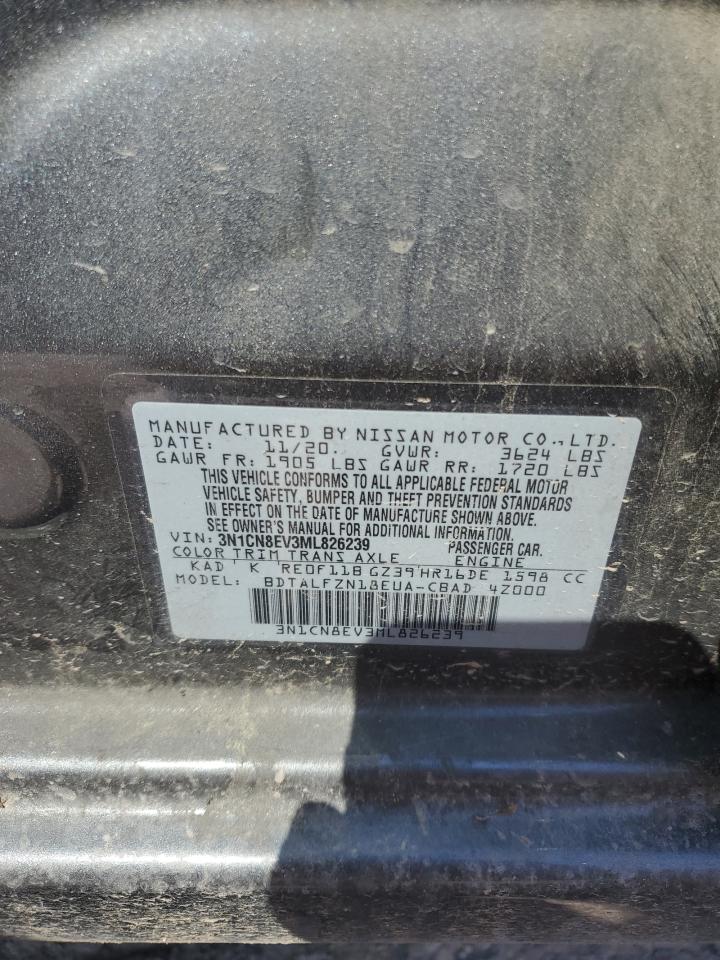 MANUFACTURED BY NISSAN MOTOR CO.,LTD.
DATE: 11/20 GVWR: 3624 LBS
GAWR FR: 1905 LBS GAWR RR: 1720 LBS
THIS VEHICLE CONFORMS TO ALL APPLICABLE FEDERAL MOTOR
VEHICLE SAFETY, BUMPER AND THEFT PREVENTION STANDARDS
IN EFFECT ON THE DATE OF MANUFACTURE SHOWN ABOVE.
SEE OWNER'S MANUAL FOR ADDITIONAL INFORMATION.
VIN: 3N1CN8EV3ML826239 PASSENGER CAR.
COLOR TRIM TRANS AXLE ENGINE
KAD K RE0F11B GZ39 HR16DE 1598 CC
MODEL: BDTALFZN18EUA-CBAD 4Z000
3N1CN8EV3ML826239